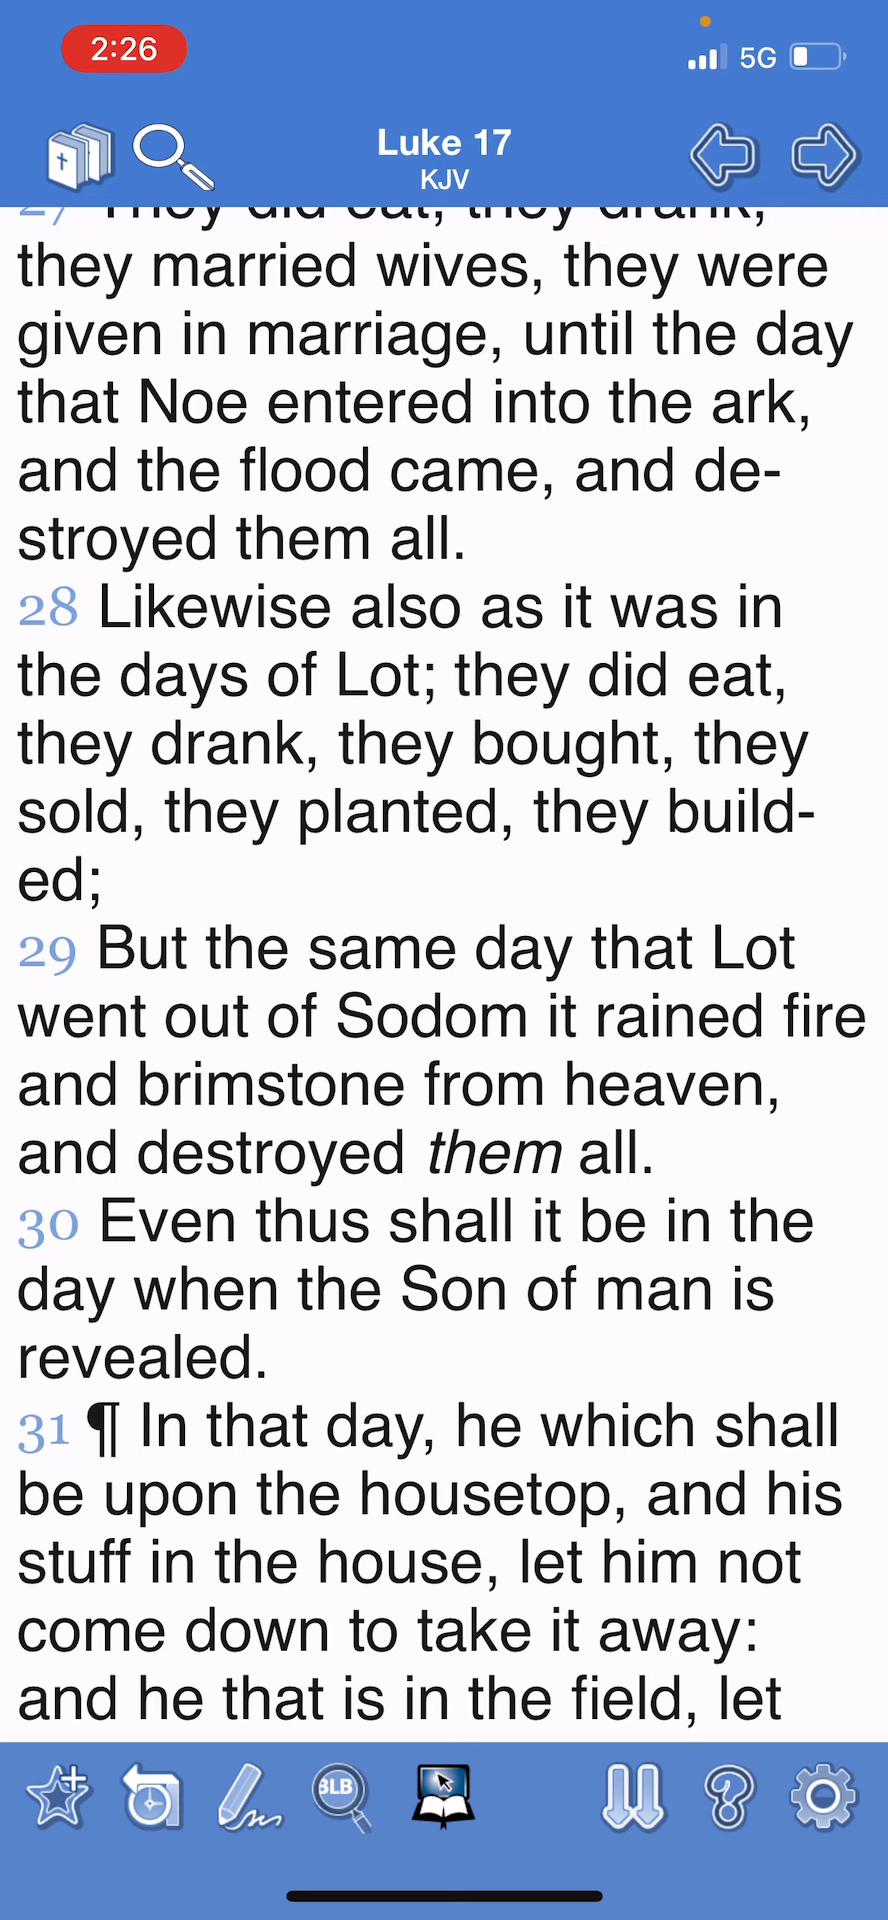 2:26
5G
Luke 17
KJV
27 They did eat, they drank,
they married wives, they were
given in marriage, until the day
that Noe entered into the ark,
and the flood came, and de-
stroyed them all.
28 Likewise also as it was in
the days of Lot; they did eat,
they drank, they bought, they
sold, they planted, they build-
ed;
29 But the same day that Lot
went out of Sodom it rained fire
and brimstone from heaven,
and destroyed them all.
30 Even thus shall it be in the
day when the Son of man is
revealed.
31 ¶ In that day, he which shall
be upon the housetop, and his
stuff in the house, let him not
come down to take it away:
and he that is in the field, let
BLB